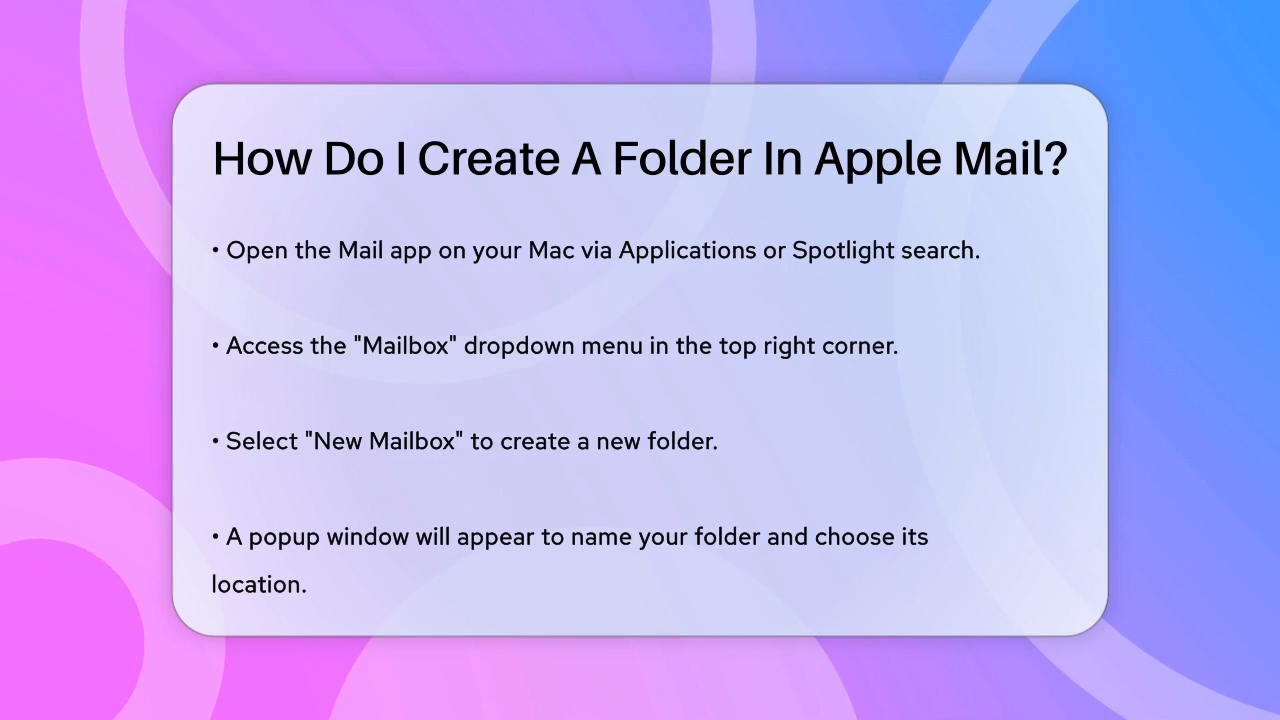 How Do I Create A Folder In Apple Mail?
• Open the Mail app on your Mac via Applications or Spotlight search.
• Access the "Mailbox" dropdown menu in the top right corner.
• Select "New Mailbox" to create a new folder.
• A popup window will appear to name your folder and choose its
location.